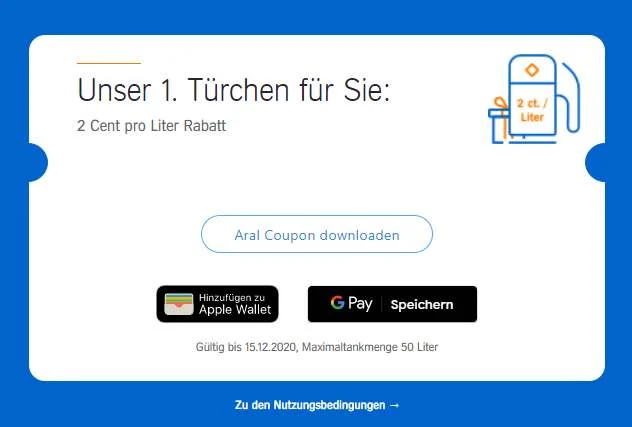 Unser 1. Türchen für Sie:
2 Cent pro Liter Rabatt
2 ct. /
Liter
Aral Coupon downloaden
Hinzufügen zu
Apple Wallet
G Pay Speichern
Gültig bis 15.12.2020, Maximaltankmenge 50 Liter
Zu den Nutzungsbedingungen →